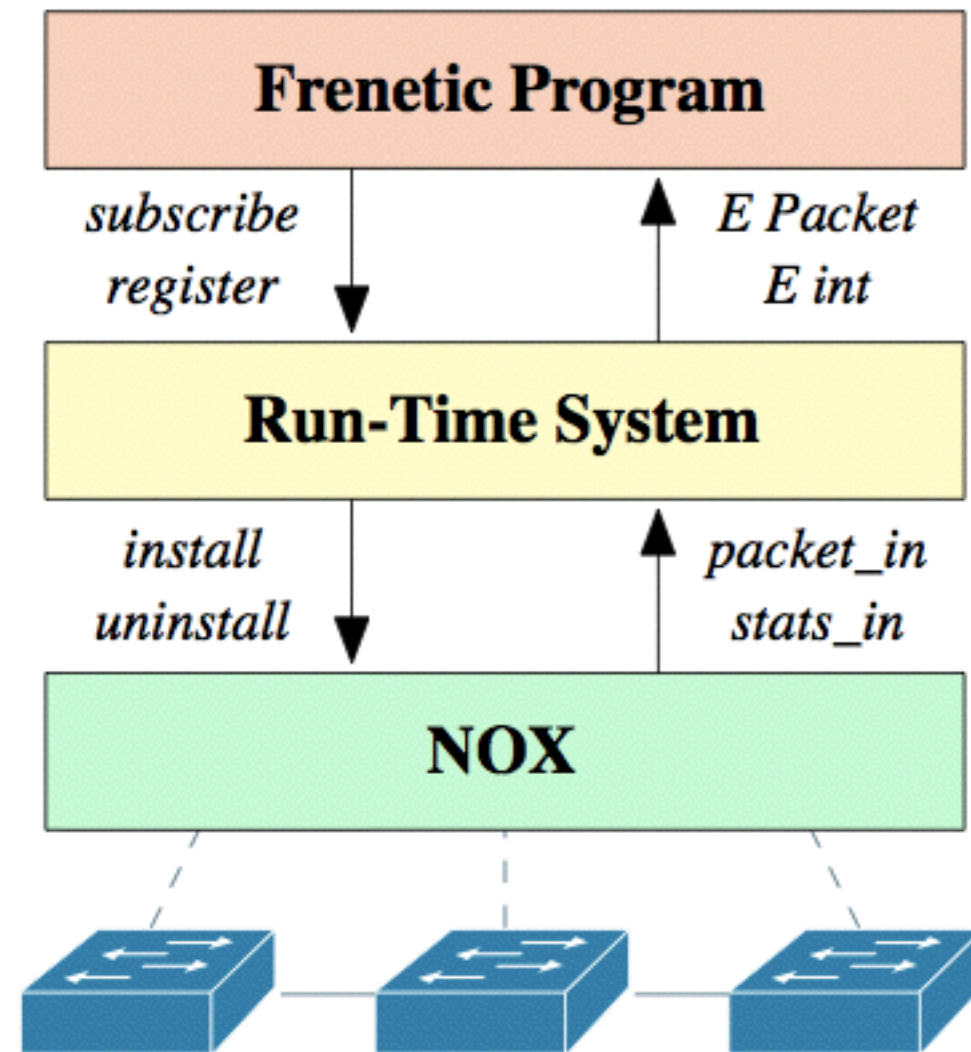 Frenetic Program
subscribe
register
E Packet
E int
Run-Time System
install
uninstall
packet_in
stats_in
NOX